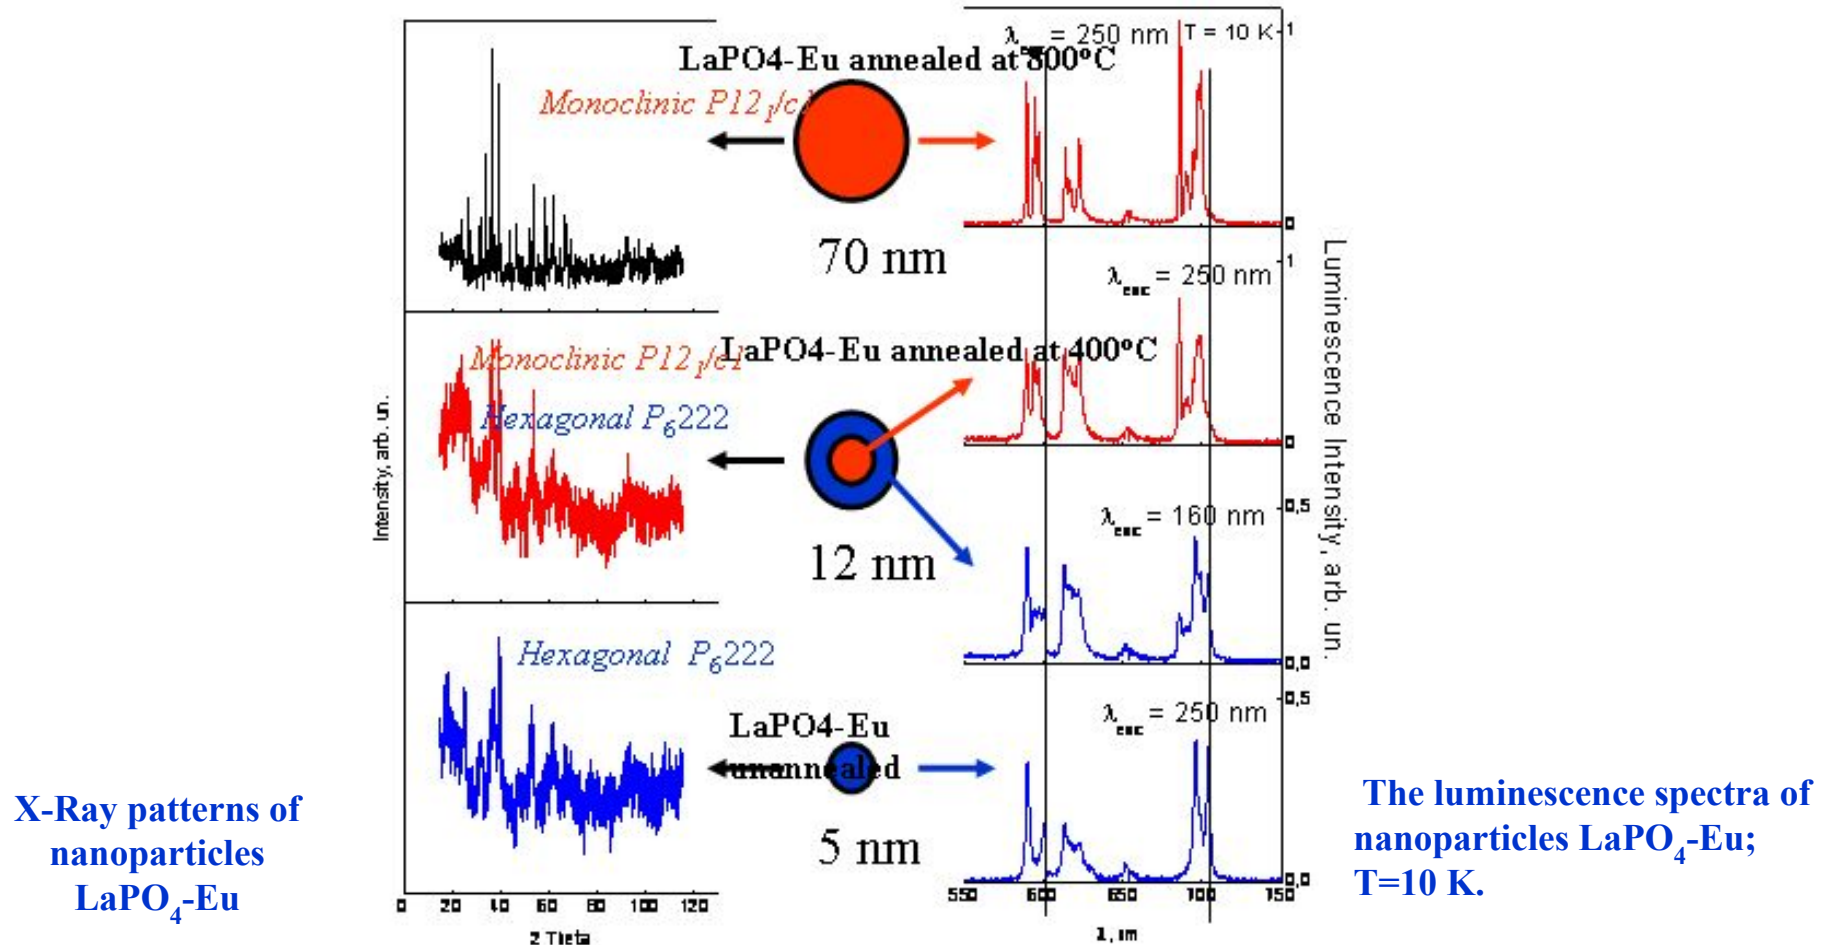 λexc = 250 nm T = 10 K
LaPO4-Eu annealed at 800°C
Monoclinic P12₁/c1
70 nm
λexc = 250 nm
LaPO4-Eu annealed at 400°C
Monoclinic P12₁/c1
Hexagonal P₆222
12 nm
λexc = 160 nm
Hexagonal P₆222
λexc = 250 nm
LaPO4-Eu
unannealed
5 nm
Intensity, arb. un.
0 20 40 60 80 100 120
2 Theta
1
0
1
0
0,5
0,0
0,5
0,0
550 600 650 700 750
λ, nm
Luminescence Intensity, arb. un.
X-Ray patterns of
nanoparticles
LaPO₄-Eu
The luminescence spectra of
nanoparticles LaPO₄-Eu;
T=10 K.